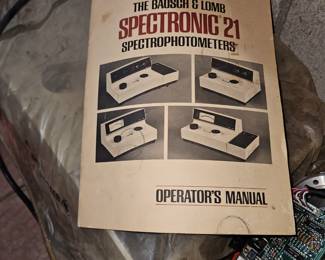 THE BAUSCH & LOMB
SPECTRONIC® 21
SPECTROPHOTOMETERS
OPERATOR'S MANUAL